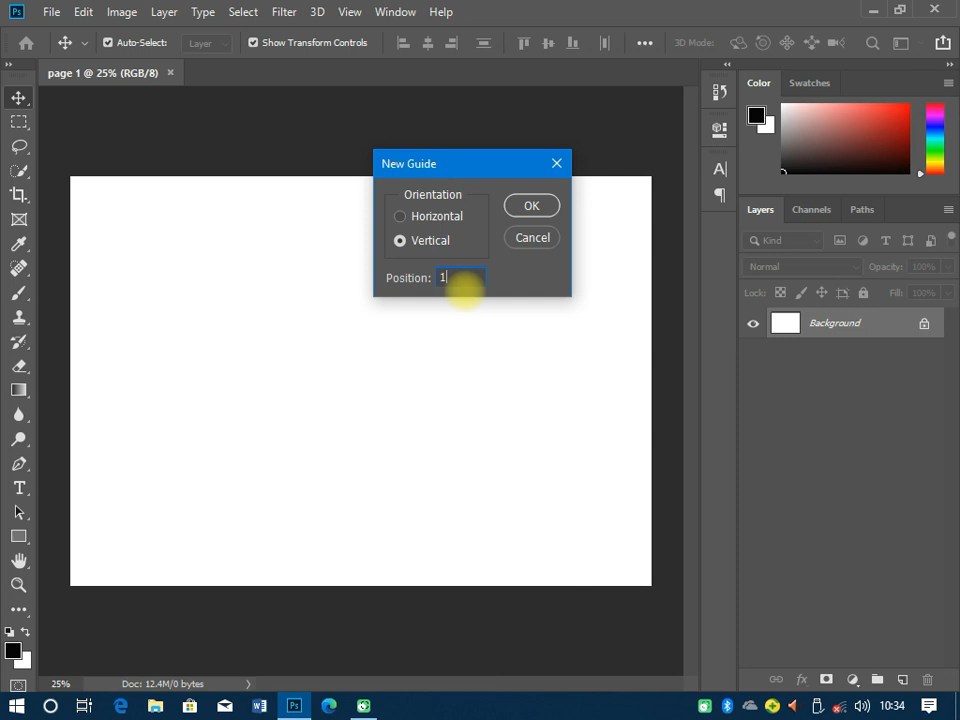 Ps File Edit Image Layer Type Select Filter 3D View Window Help
Auto-Select: Layer Show Transform Controls 3D Mode:
page 1 @ 25% (RGB/8)
Color Swatches
New Guide
Orientation
Horizontal
Vertical
OK
Cancel
Position: 1
Layers Channels Paths
Kind
Normal Opacity: 100%
Lock: Fill: 100%
Background
25% Doc: 12.4M/0 bytes
10:34